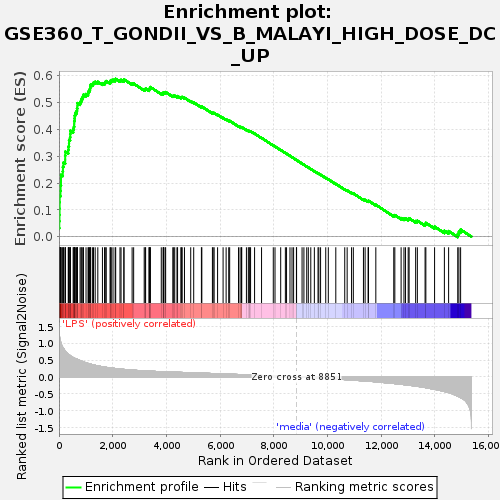 Enrichment plot:
GSE360_T_GONDII_VS_B_MALAYI_HIGH_DOSE_DC
_UP
Enrichment score (ES)
0.6
0.5
0.4
0.3
0.2
0.1
0.0
'LPS' (positively correlated)
Ranked list metric (Signal2Noise)
1.5
1.0
0.5
0.0
-0.5
-1.0
-1.5
Zero cross at 8851
'media' (negatively correlated)
0 2,000 4,000 6,000 8,000 10,000 12,000 14,000 16,000
Rank in Ordered Dataset
Enrichment profile Hits Ranking metric scores